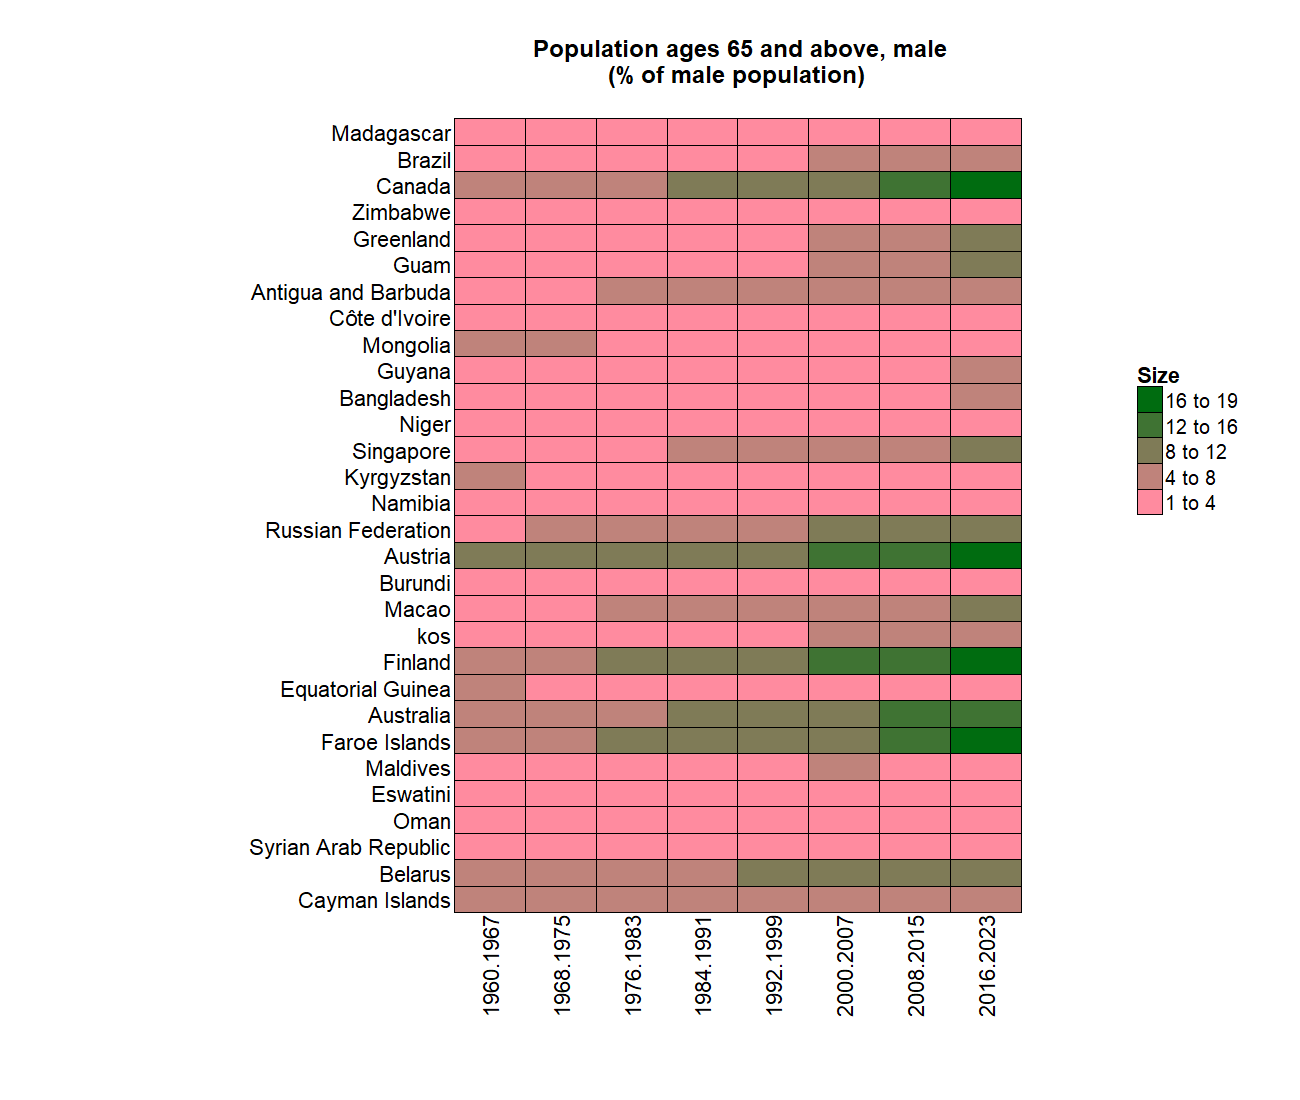 Population ages 65 and above, male
(% of male population)
Madagascar
Brazil
Canada
Zimbabwe
Greenland
Guam
Antigua and Barbuda
Côte d'Ivoire
Mongolia
Guyana
Bangladesh
Niger
Singapore
Kyrgyzstan
Namibia
Russian Federation
Austria
Burundi
Macao
kos
Finland
Equatorial Guinea
Australia
Faroe Islands
Maldives
Eswatini
Oman
Syrian Arab Republic
Belarus
Cayman Islands
1960.1967
1968.1975
1976.1983
1984.1991
1992.1999
2000.2007
2008.2015
2016.2023
Size
16 to 19
12 to 16
8 to 12
4 to 8
1 to 4